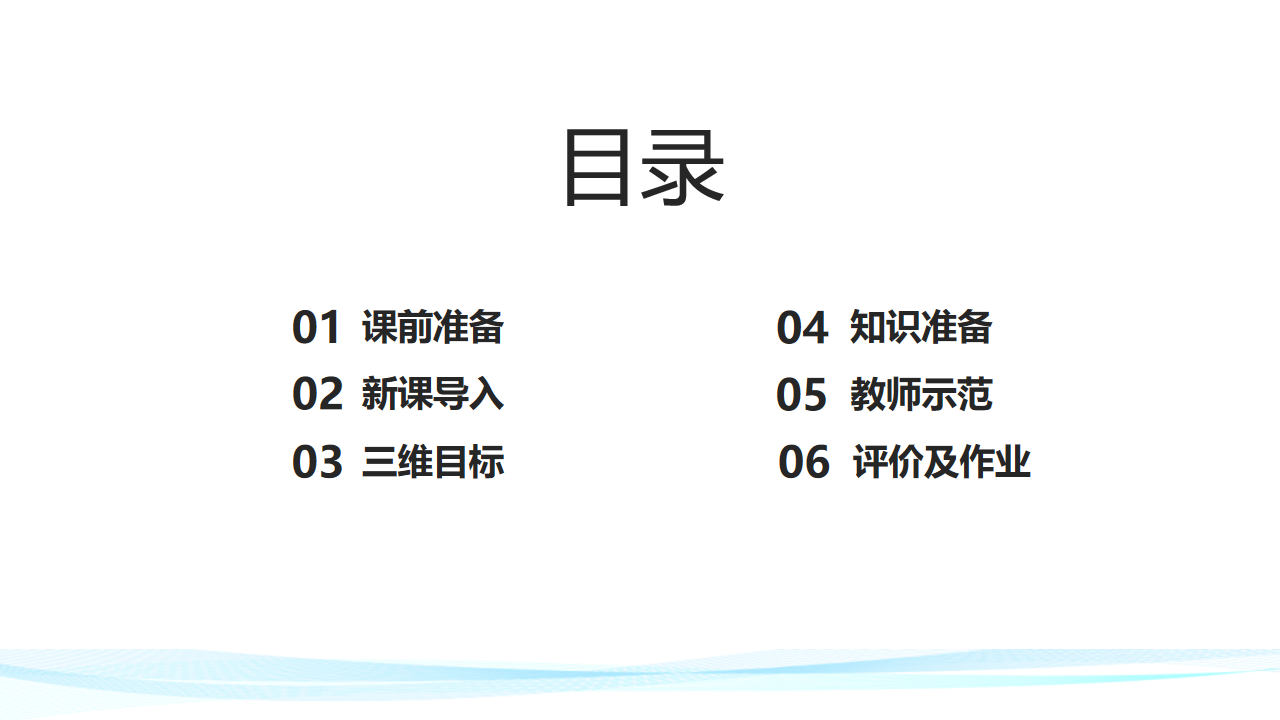 目录
01 课前准备
02 新课导入
03 三维目标
04 知识准备
05 教师示范
06 评价及作业